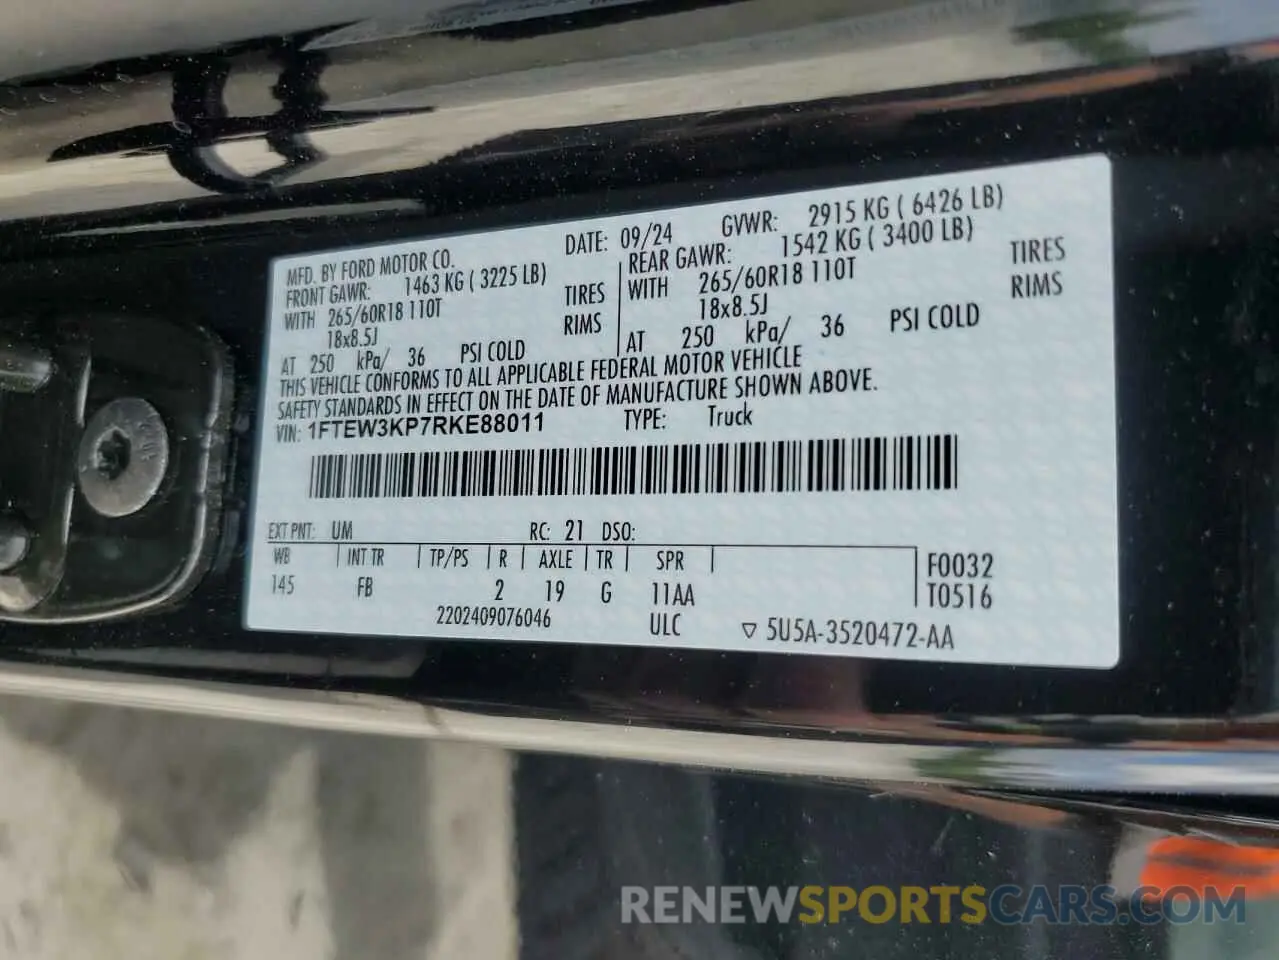 MFD. BY FORD MOTOR CO.
DATE: 09/24 GVWR: 2915 KG ( 6426 LB)
FRONT GAWR: 1463 KG ( 3225 LB)
WITH 265/60R18 110T TIRES
18x8.5J RIMS
AT 250 kPa/ 36 PSI COLD
REAR GAWR: 1542 KG ( 3400 LB)
WITH 265/60R18 110T TIRES
18x8.5J RIMS
AT 250 kPa/ 36 PSI COLD
THIS VEHICLE CONFORMS TO ALL APPLICABLE FEDERAL MOTOR VEHICLE
SAFETY STANDARDS IN EFFECT ON THE DATE OF MANUFACTURE SHOWN ABOVE.
VIN: 1FTEW3KP7RKE88011 TYPE: Truck
EXT PNT: UM RC: 21 DSO:
WB INT TR TP/PS R AXLE TR SPR
145 FB 2 19 G 11AA
F0032
T0516
2202409076046 ULC 5U5A-3520472-AA
RENEWSPORTSCARS.COM